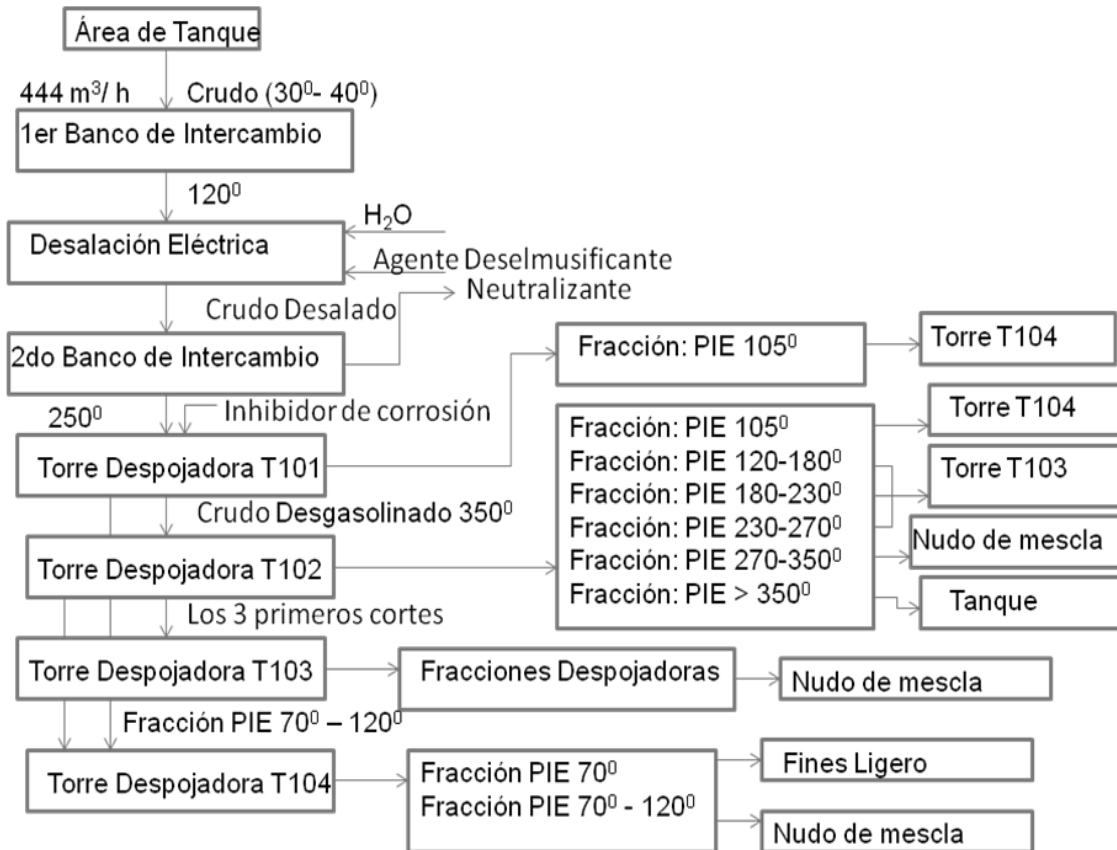 Área de Tanque
444 m³/ h
Crudo (30⁰- 40⁰)
1er Banco de Intercambio
120⁰
H₂O
Desalación Eléctrica
Agente Deselmusificante
Neutralizante
Crudo Desalado
2do Banco de Intercambio
Fracción: PIE 105⁰
Torre T104
250⁰
Inhibidor de corrosión
Torre Despojadora T101
Crudo Desgasolinado 350⁰
Torre Despojadora T102
Fracción: PIE 105⁰
Fracción: PIE 120-180⁰
Fracción: PIE 180-230⁰
Fracción: PIE 230-270⁰
Fracción: PIE 270-350⁰
Fracción: PIE > 350⁰
Torre T104
Torre T103
Nudo de mescla
Tanque
Los 3 primeros cortes
Torre Despojadora T103
Fracciones Despojadoras
Nudo de mescla
Fracción PIE 70⁰ – 120⁰
Torre Despojadora T104
Fracción PIE 70⁰
Fracción PIE 70⁰ - 120⁰
Fines Ligero
Nudo de mescla